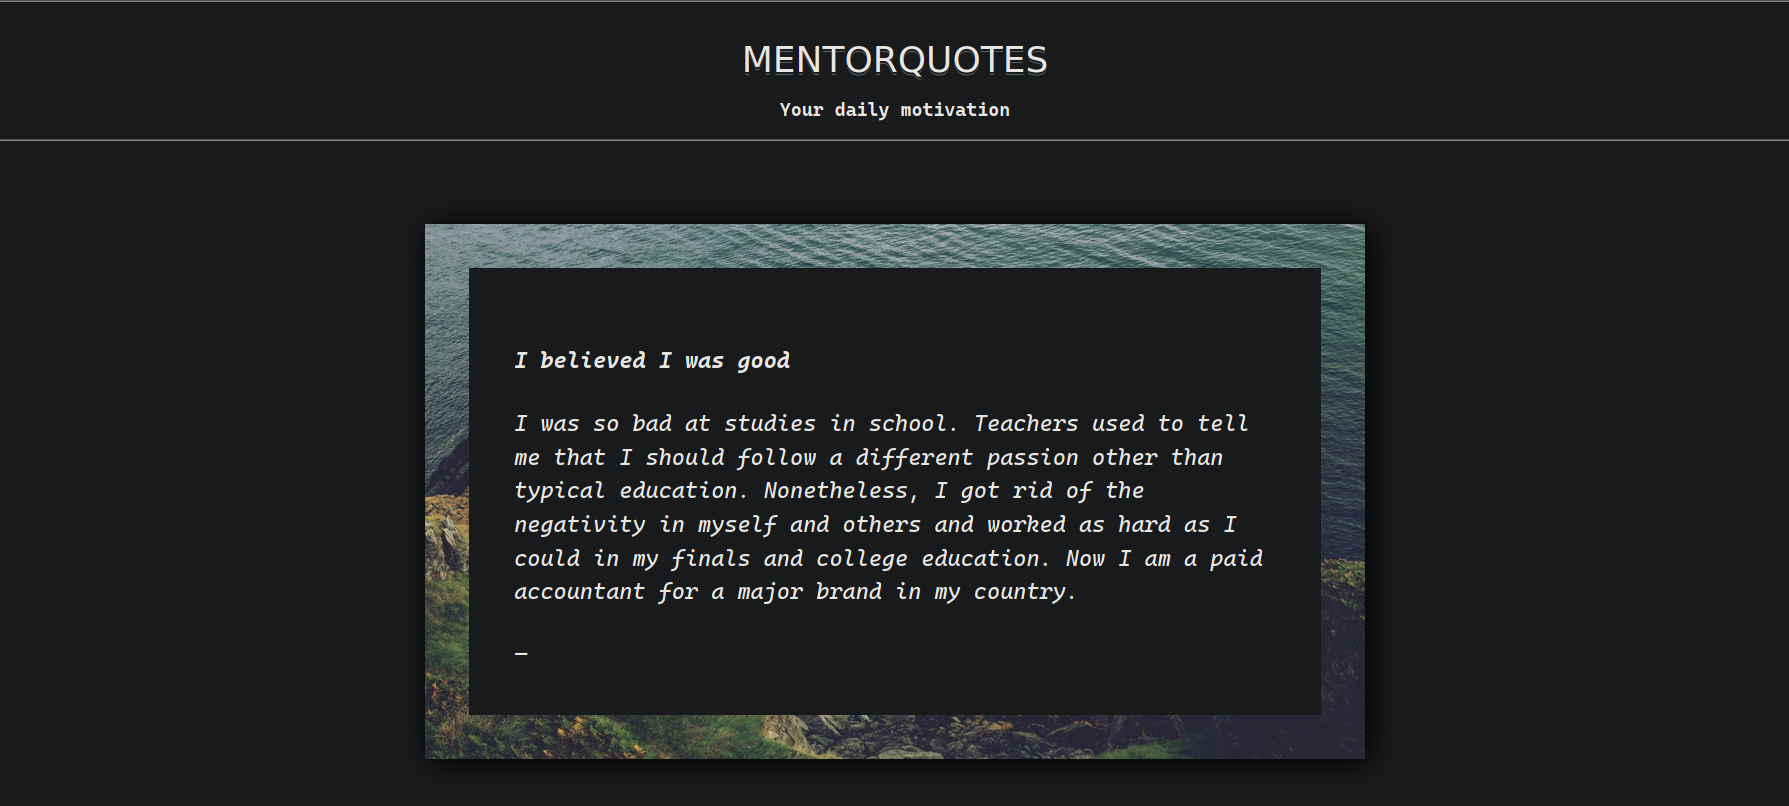 MENTORQUOTES
Your daily motivation
I believed I was good
I was so bad at studies in school. Teachers used to tell
me that I should follow a different passion other than
typical education. Nonetheless, I got rid of the
negativity in myself and others and worked as hard as I
could in my finals and college education. Now I am a paid
accountant for a major brand in my country.
—